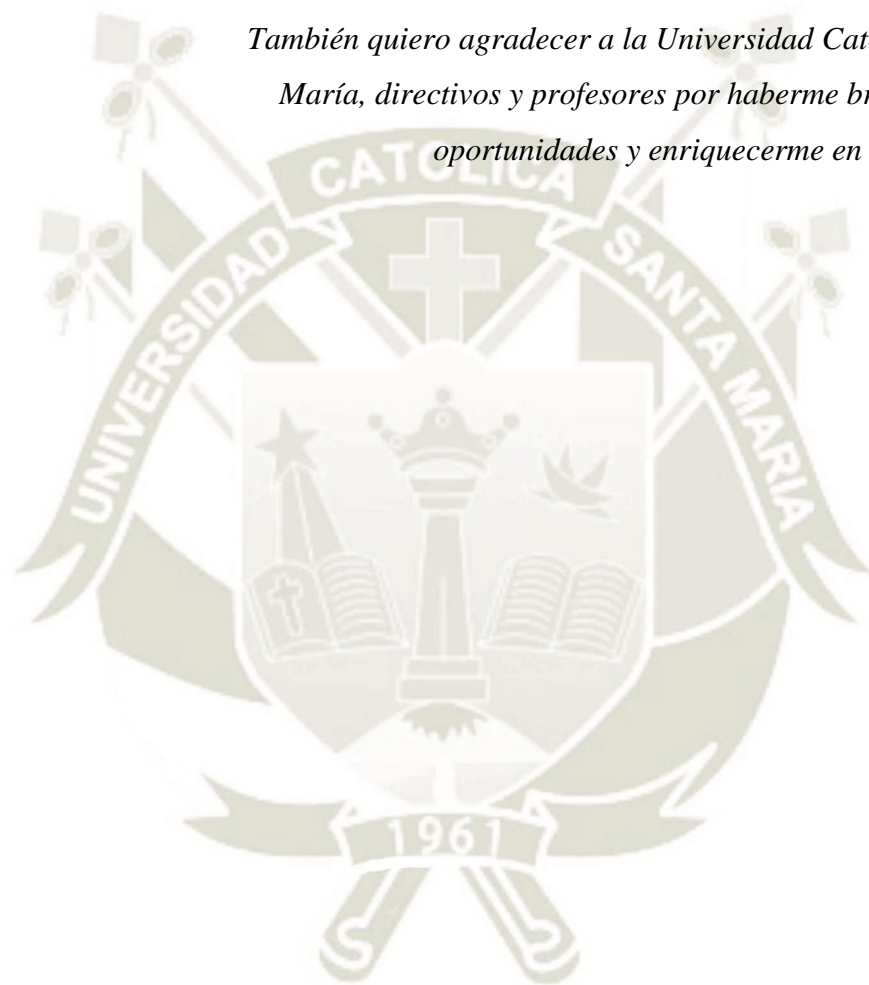 También quiero agradecer a la Universidad Cat
María, directivos y profesores por haberme br
oportunidades y enriquecerme en
UNIVERSIDAD CATOLICA SANTA MARIA
1961